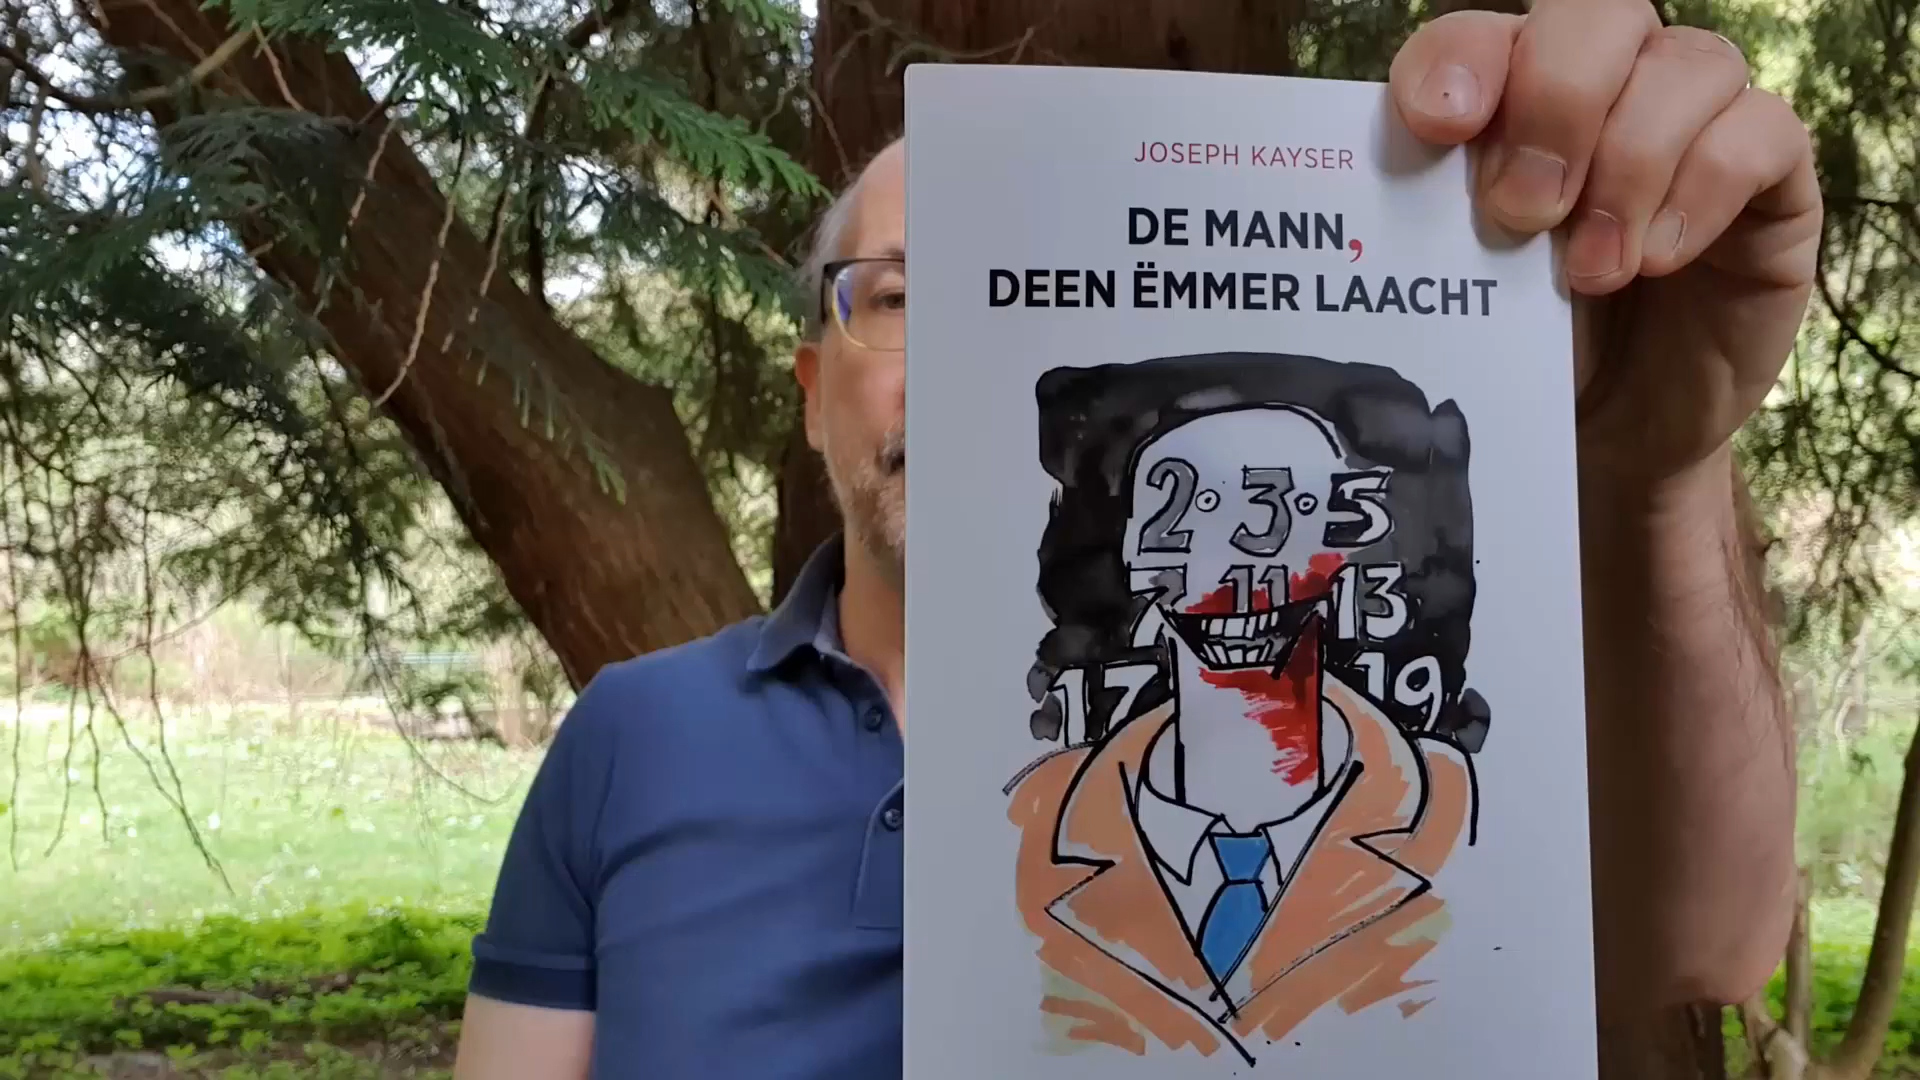 JOSEPH KAYSER
DE MANN,
DEEN ËMMER LAACHT
2 3 5
7 11 13
17 19